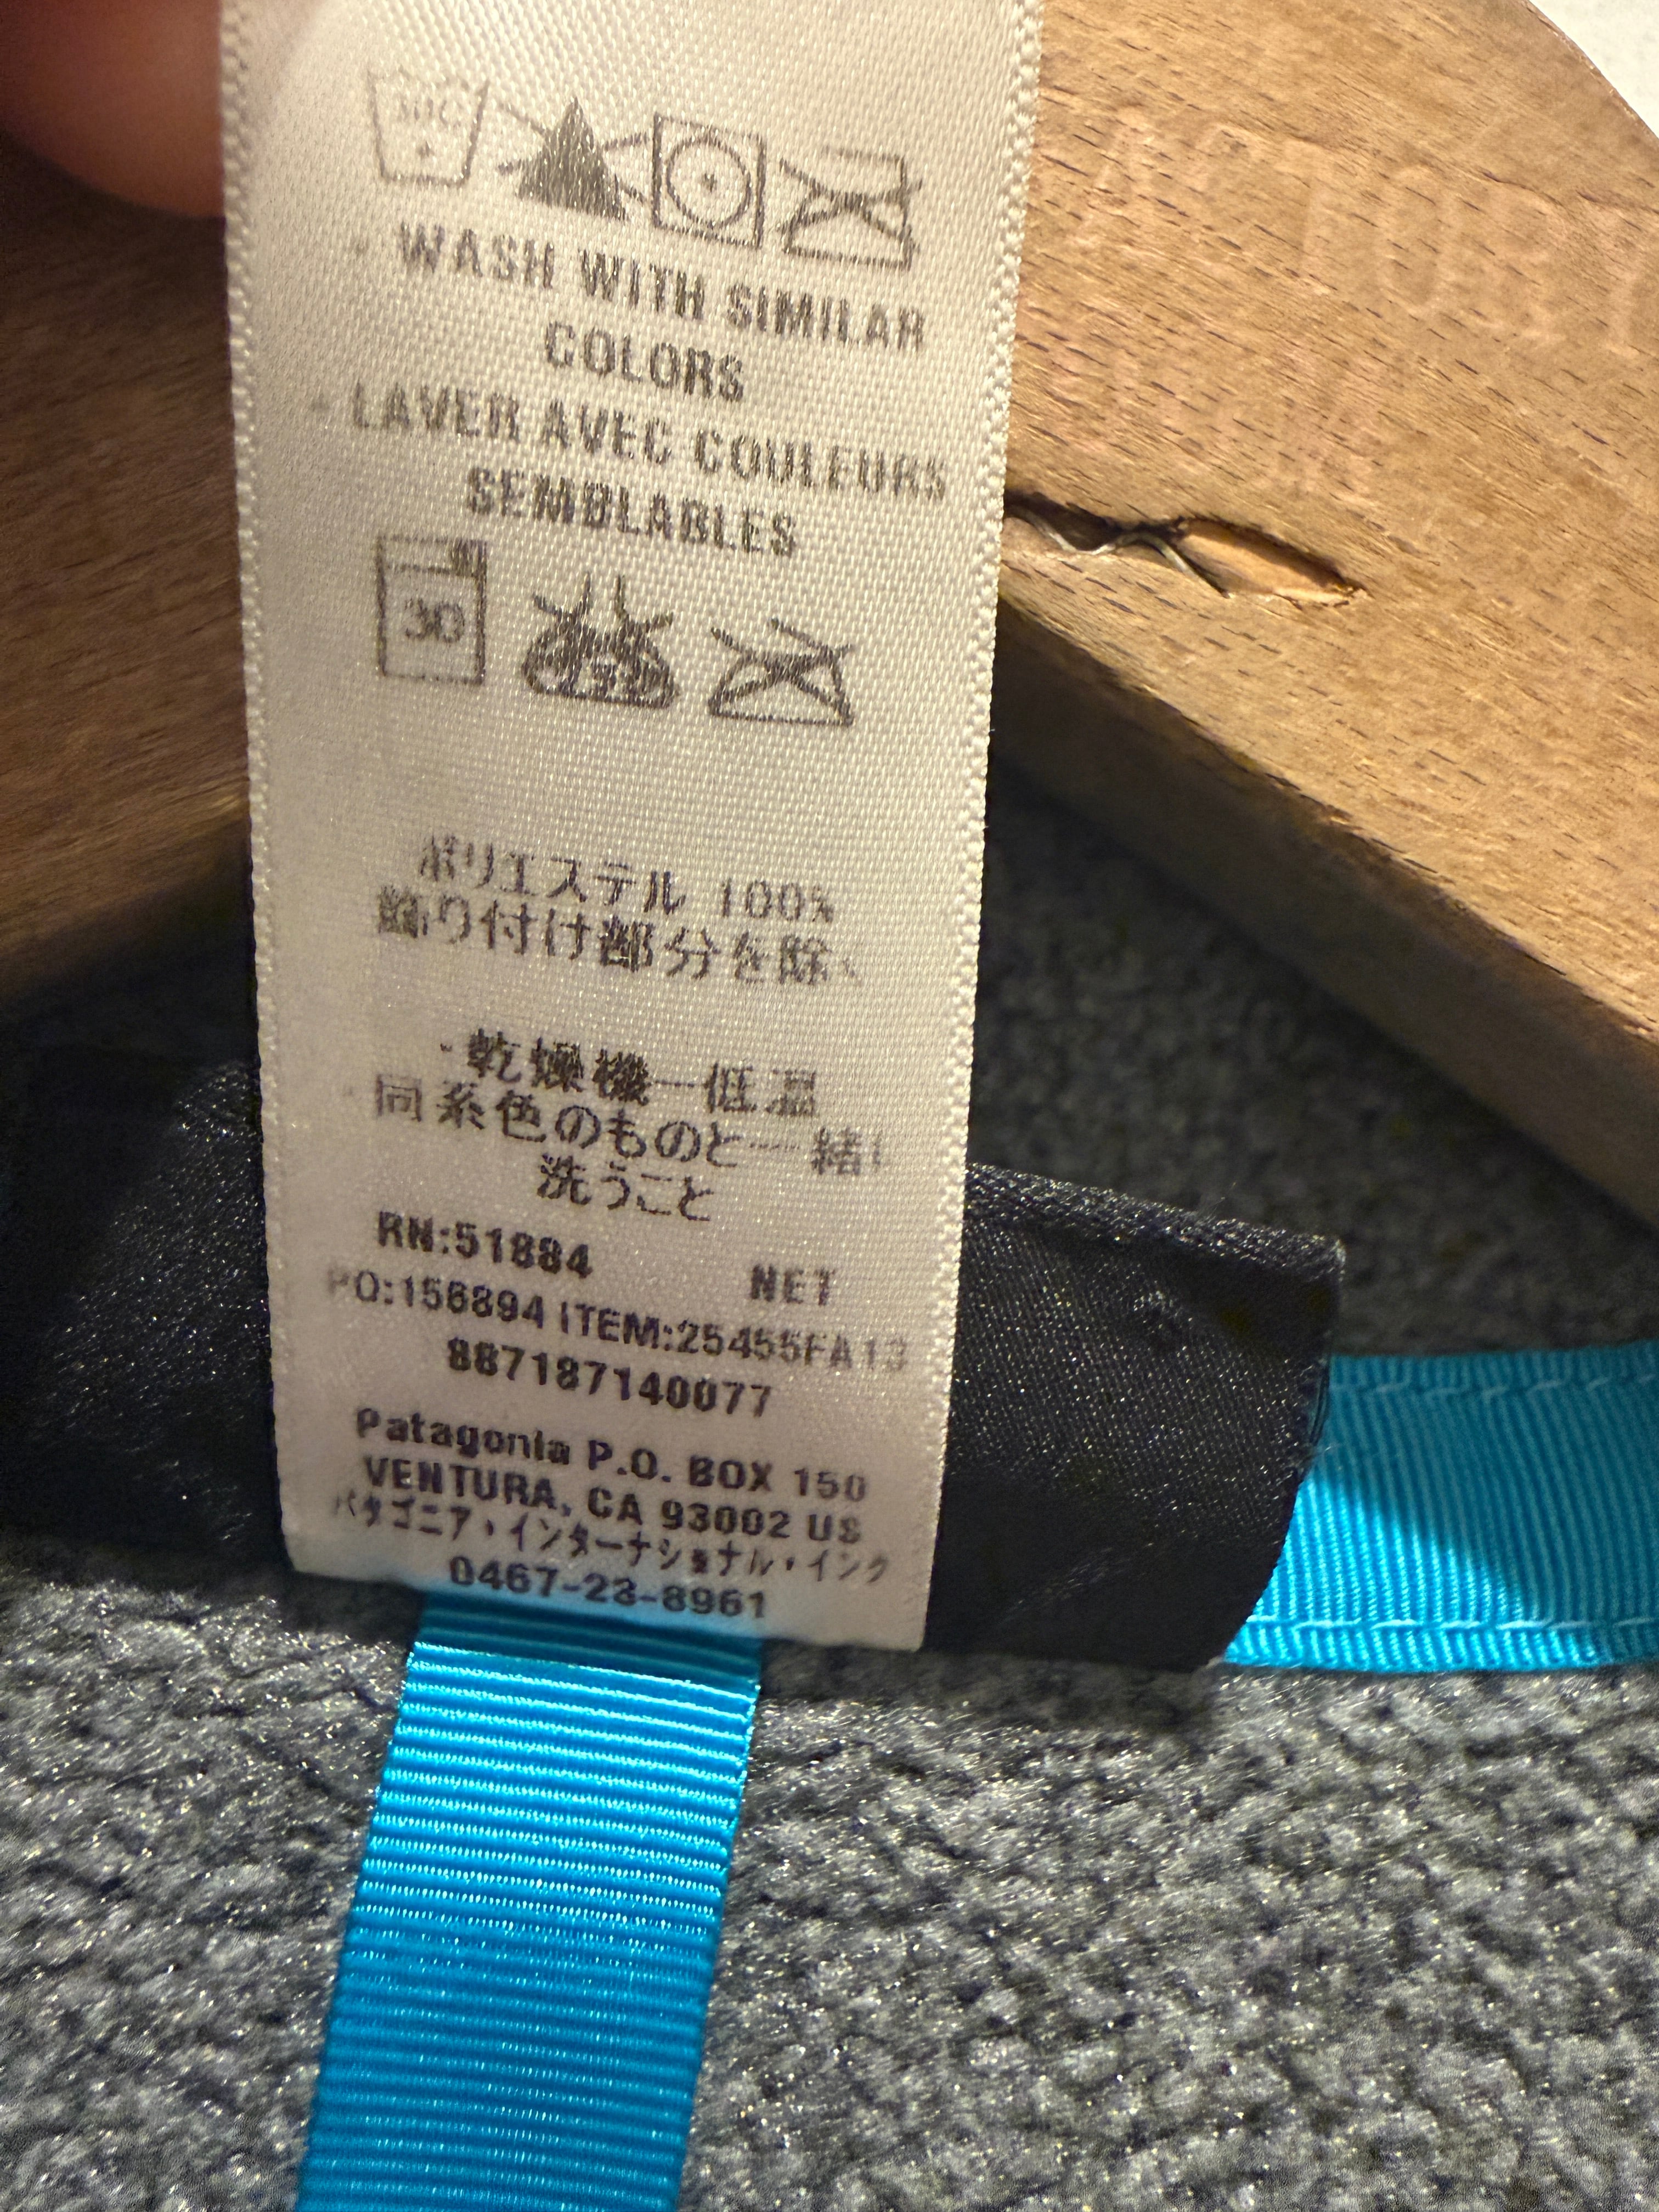 30C
WASH WITH SIMILAR
COLORS
LAVER AVEC COULEURS
SEMBLABLES
30
ポリエステル 100%
飾り付け部分を除く
・乾燥機一低温
同系色のものと一緒に
洗うこと
RN:51884 NET
PO:156894 ITEM:25455FA13
887187140077
Patagonia P.O. BOX 150
VENTURA, CA 93002 US
パタゴニア・インターナショナル・インク
0467-23-8961